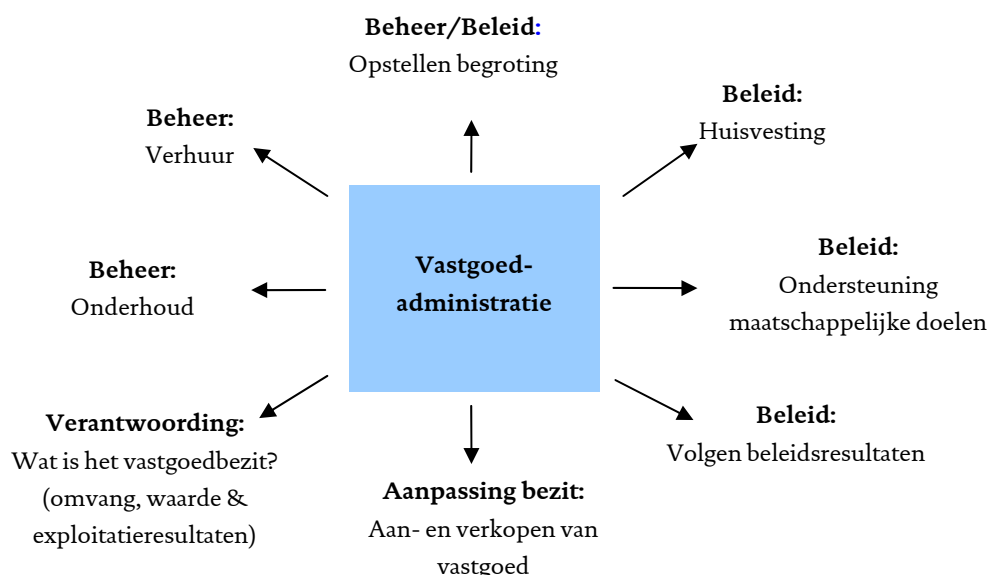 Beheer/Beleid:
Opstellen begroting
Beleid:
Huisvesting
Beheer:
Verhuur
Vastgoed-
administratie
Beleid:
Ondersteuning
maatschappelijke doelen
Beheer:
Onderhoud
Verantwoording:
Wat is het vastgoedbezit?
(omvang, waarde &
exploitatieresultaten)
Aanpassing bezit:
Aan- en verkopen van
vastgoed
Beleid:
Volgen beleidsresultaten